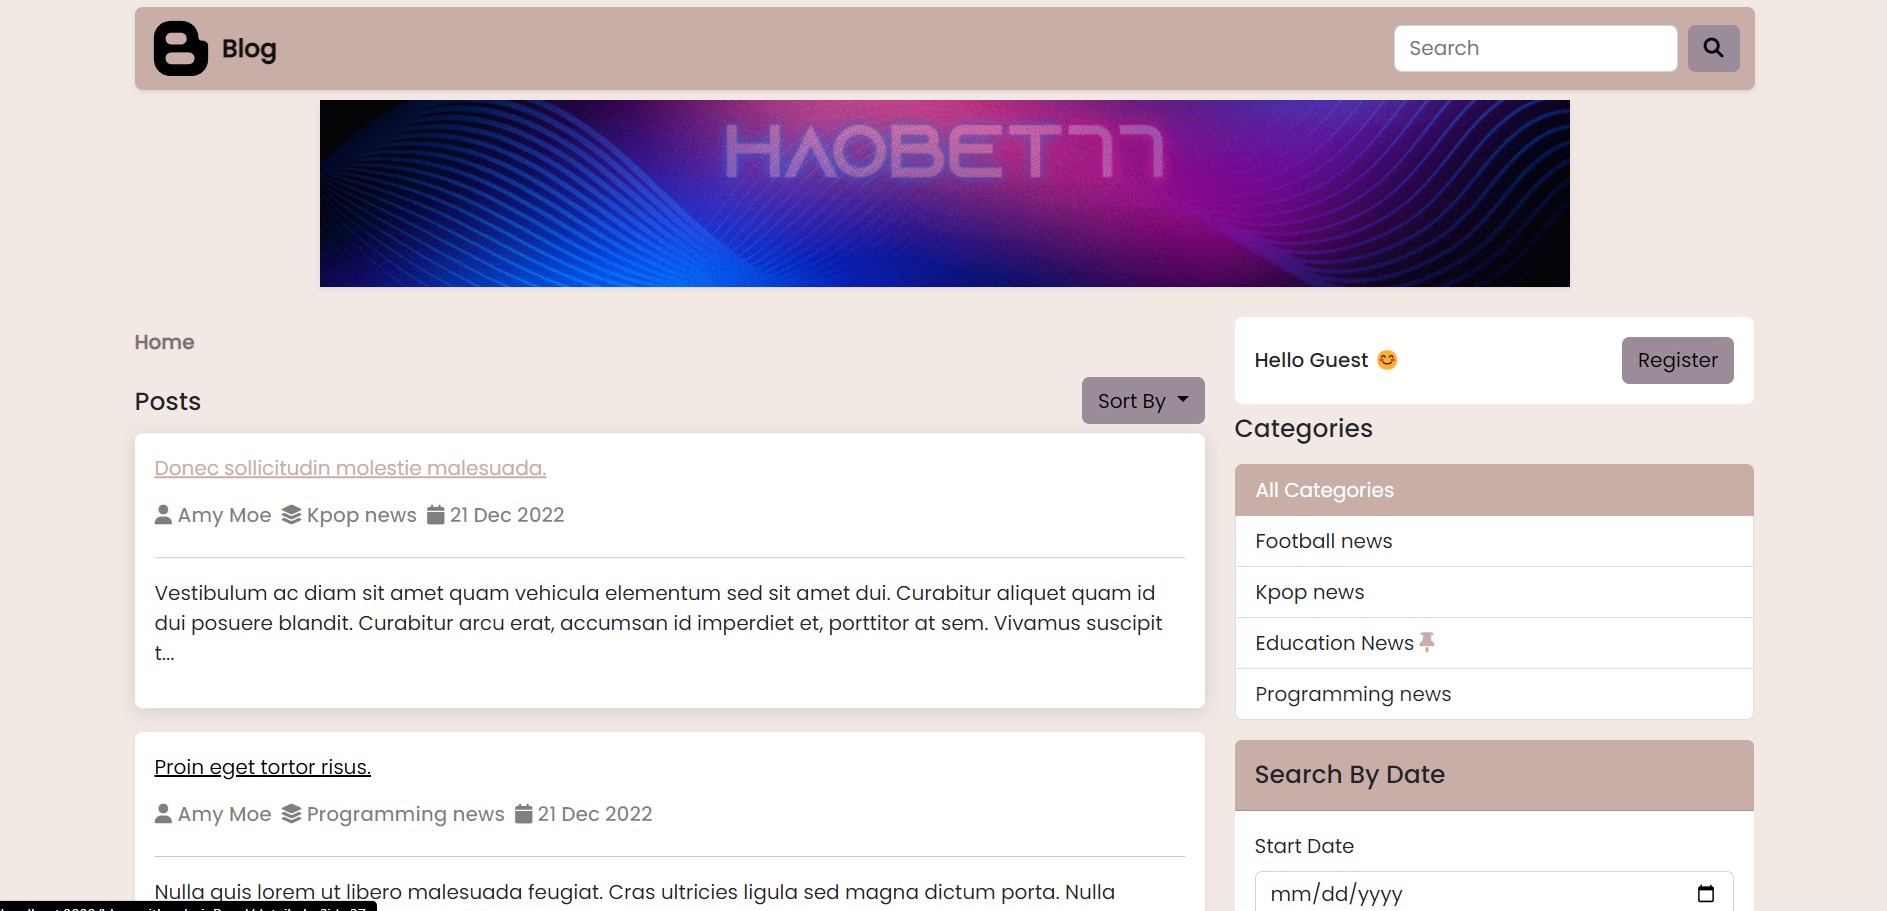 Blog
Search
HAOBET77
Home
Hello Guest 😊
Register
Posts
Sort By
Categories
Donec sollicitudin molestie malesuada.
Amy Moe Kpop news 21 Dec 2022
Vestibulum ac diam sit amet quam vehicula elementum sed sit amet dui. Curabitur aliquet quam id
dui posuere blandit. Curabitur arcu erat, accumsan id imperdiet et, porttitor at sem. Vivamus suscipit
t...
All Categories
Football news
Kpop news
Education News
Programming news
Proin eget tortor risus.
Amy Moe Programming news 21 Dec 2022
Nulla quis lorem ut libero malesuada feugiat. Cras ultricies ligula sed magna dictum porta. Nulla
Search By Date
Start Date
mm/dd/yyyy